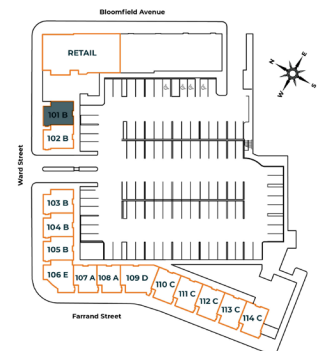 Bloomfield Avenue
RETAIL
N
E
W
S
101 B
102 B
Ward Street
103 B
104 B
105 B
106 E
107 A
108 A
109 D
110 C
111 C
112 C
113 C
114 C
Farrand Street